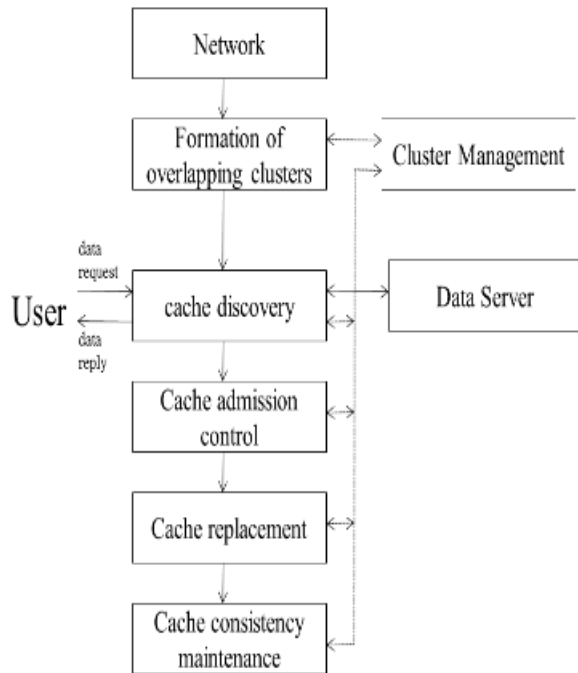 Network
Formation of
overlapping clusters
Cluster Management
data
request
User
cache discovery
Data Server
data
reply
Cache admission
control
Cache replacement
Cache consistency
maintenance